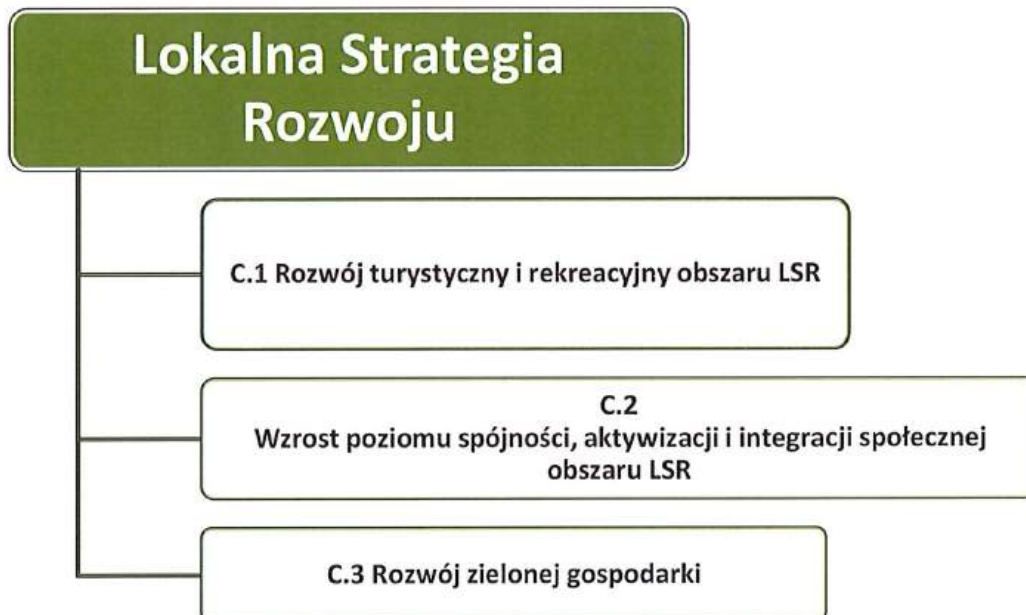 Lokalna Strategia
Rozwoju
C.1 Rozwój turystyczny i rekreacyjny obszaru LSR
C.2
Wzrost poziomu spójności, aktywizacji i integracji społecznej
obszaru LSR
C.3 Rozwój zielonej gospodarki